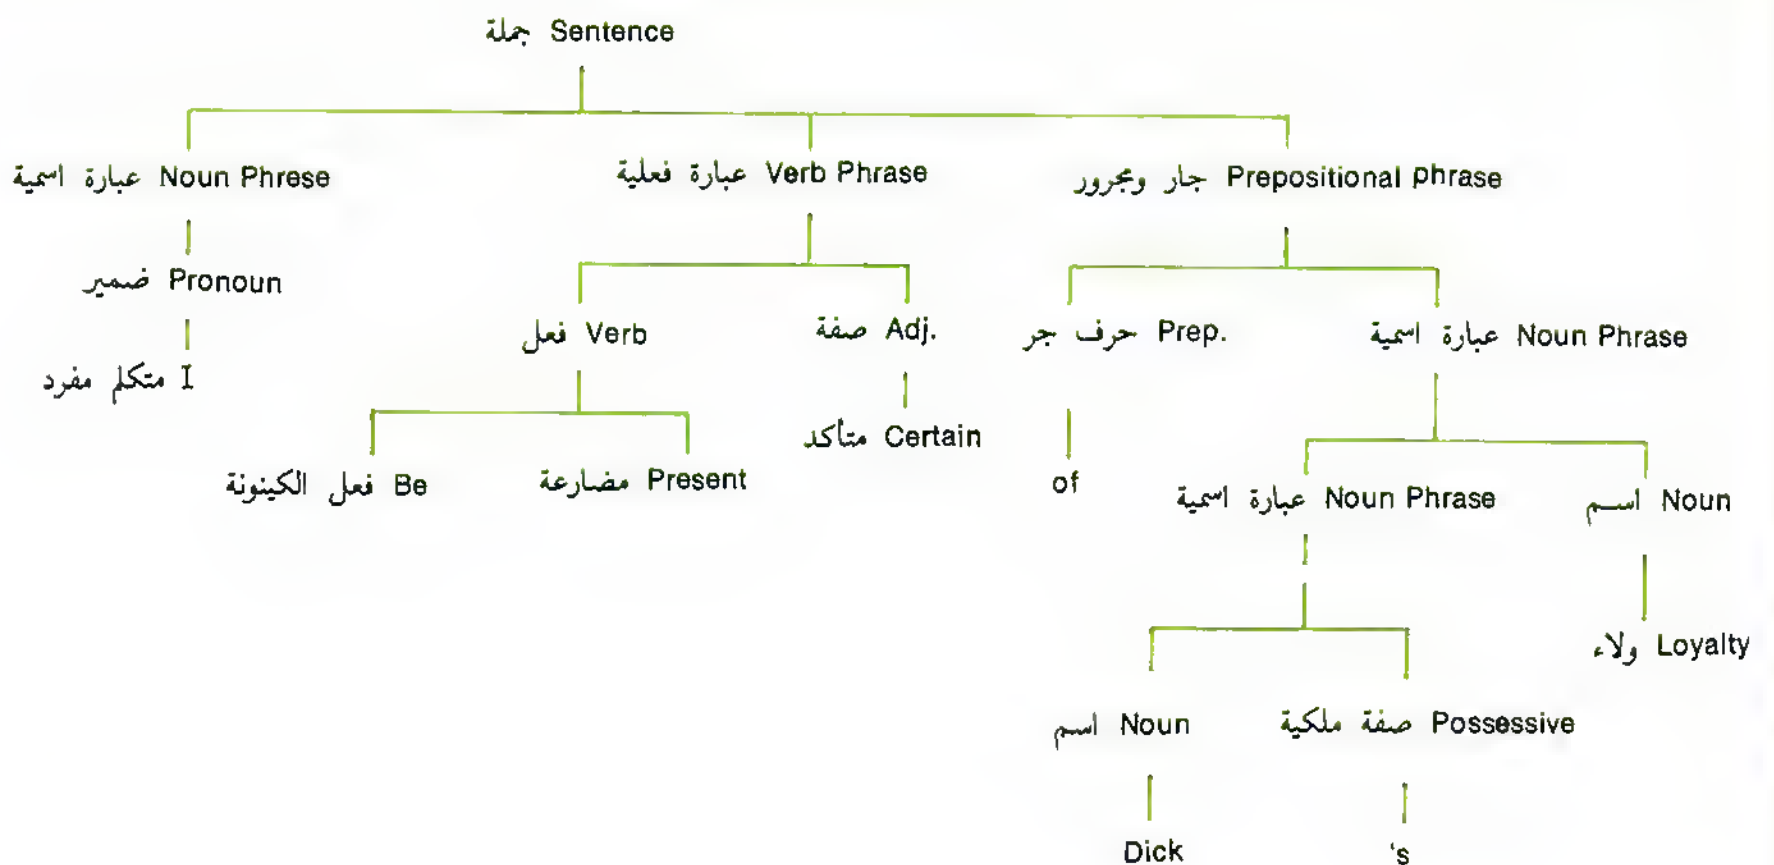 جملة Sentence
عبارة اسمية Noun Phrese
عبارة فعلية Verb Phrase
جار ومجرور Prepositional phrase
ضمير Pronoun
فعل Verb
صفة Adj.
حرف جر Prep.
عبارة اسمية Noun Phrase
متكلم مفرد I
متأكد Certain
فعل الكينونة Be
مضارعة Present
of
عبارة اسمية Noun Phrase
اسم Noun
ولاء Loyalty
اسم Noun
صفة ملكية Possessive
Dick
's